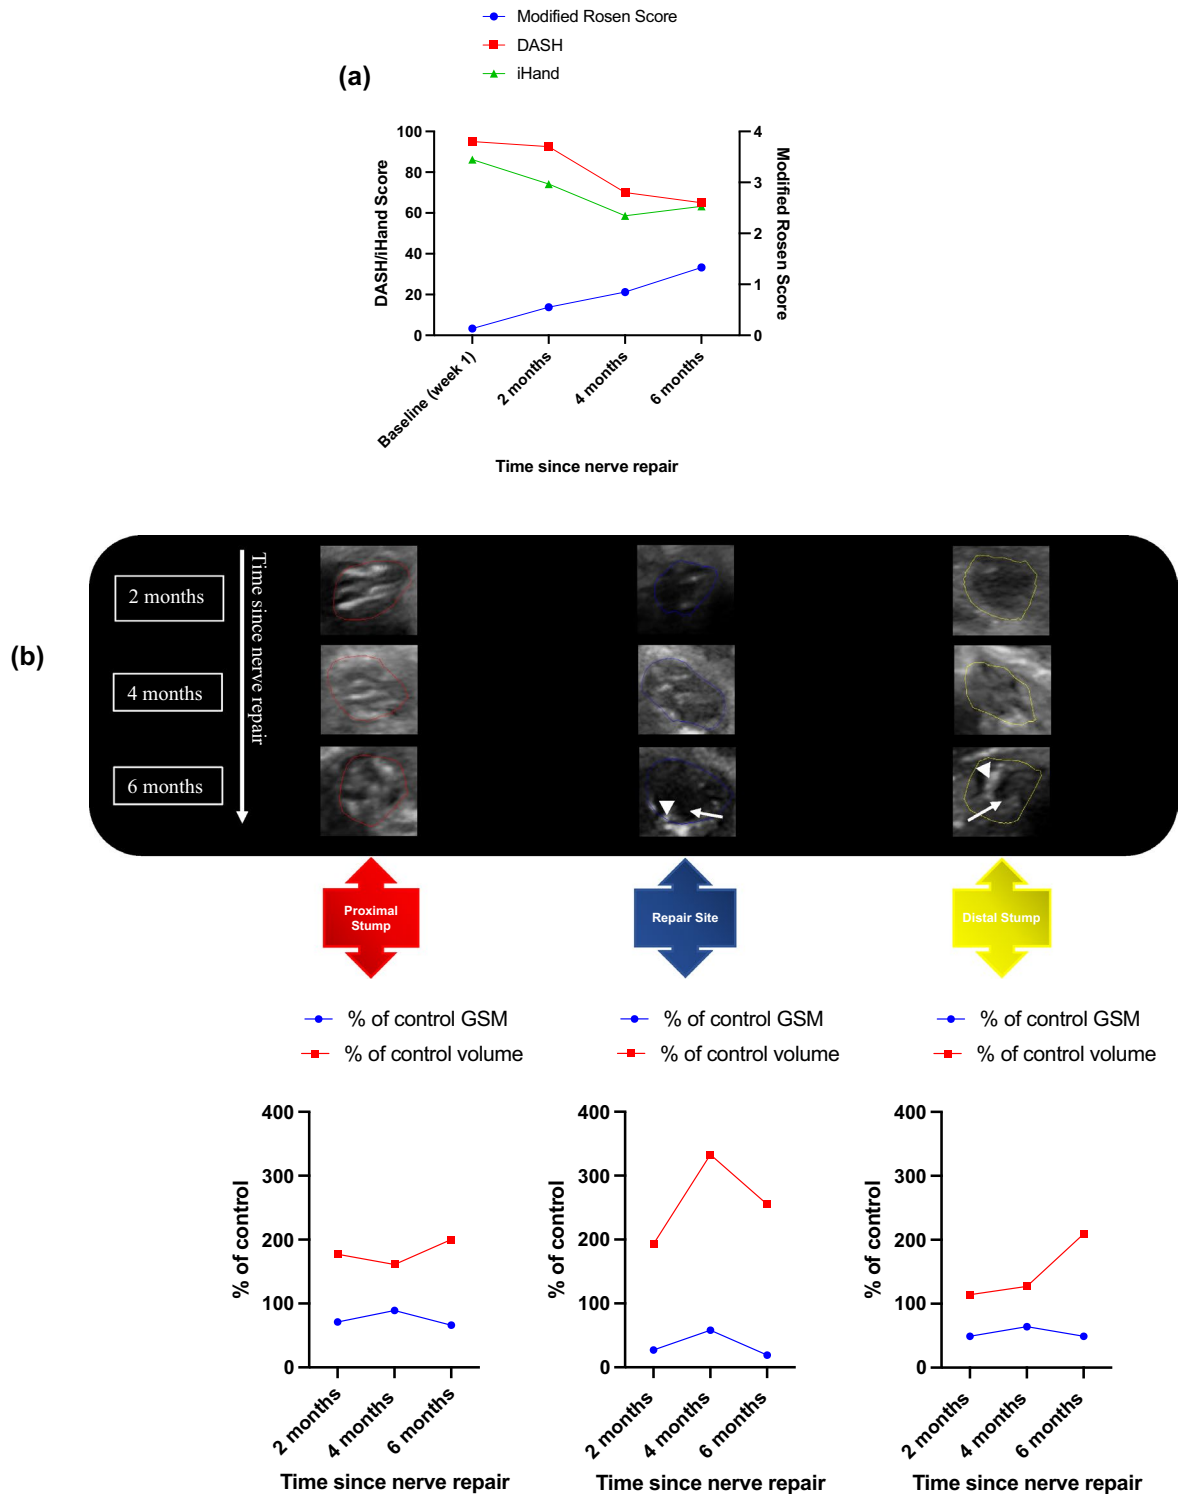 Modified Rosen Score
DASH
iHand
(a)
100
80
60
40
20
0
DASH/iHand Score
4
3
2
1
0
Modified Rosen Score
Baseline (week 1)
2 months
4 months
6 months
Time since nerve repair
(b)
2 months
4 months
6 months
Time since nerve repair
Proximal
Stump
Repair Site
Distal Stump
% of control GSM
% of control volume
% of control GSM
% of control volume
% of control GSM
% of control volume
400
300
200
100
0
% of control
2 months
4 months
6 months
Time since nerve repair
400
300
200
100
0
% of control
2 months
4 months
6 months
Time since nerve repair
400
300
200
100
0
% of control
2 months
4 months
6 months
Time since nerve repair